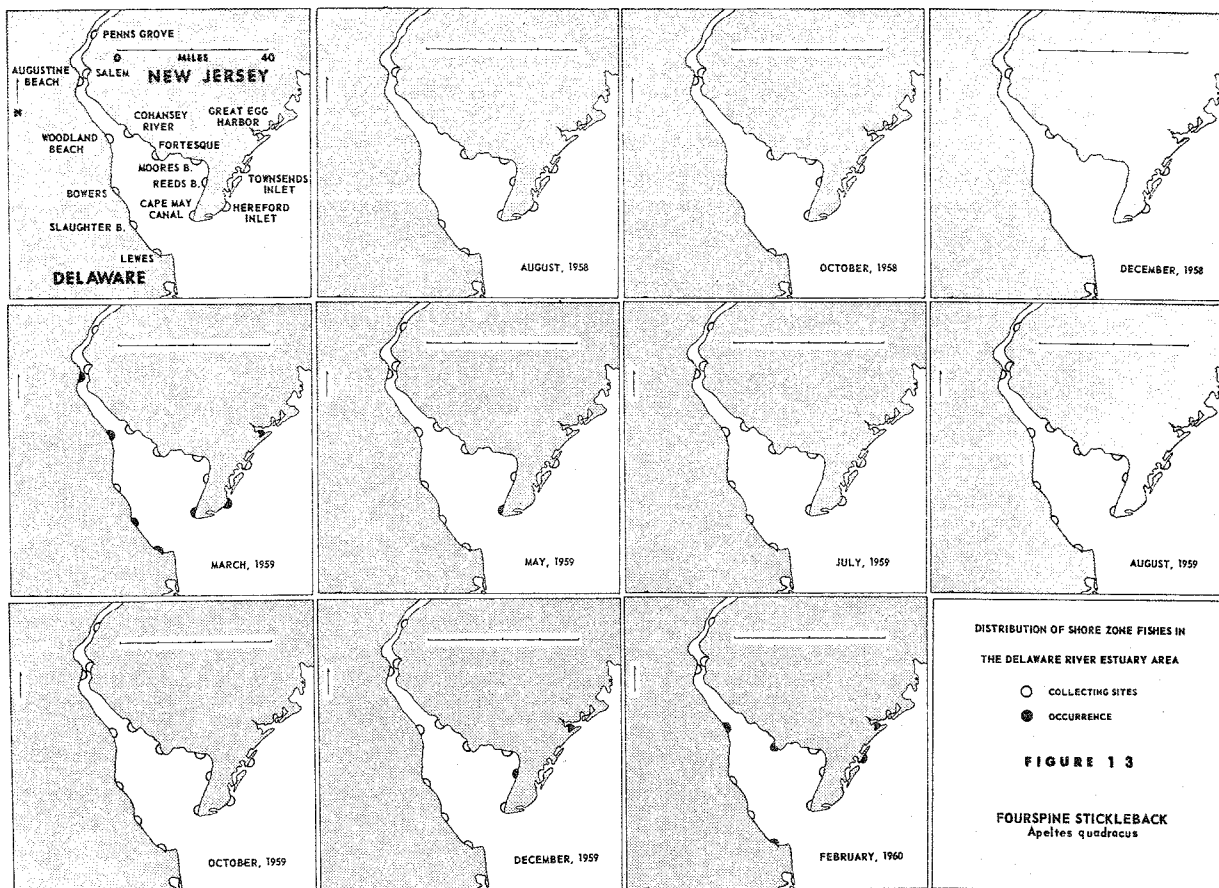 PENNS GROVE
0 MILES 40
AUGUSTINE
BEACH
SALEM
NEW JERSEY
N
COHANSEY
RIVER
GREAT EGG
HARBOR
WOODLAND
BEACH
FORTESQUE
MOORES B.
REEDS B.
TOWNSENDS
INLET
BOWERS
CAPE MAY
CANAL
HEREFORD
INLET
SLAUGHTER B.
LEWES
DELAWARE
AUGUST, 1958
OCTOBER, 1958
DECEMBER, 1958
MARCH, 1959
MAY, 1959
JULY, 1959
AUGUST, 1959
OCTOBER, 1959
DECEMBER, 1959
FEBRUARY, 1960
DISTRIBUTION OF SHORE ZONE FISHES IN
THE DELAWARE RIVER ESTUARY AREA
COLLECTING SITES
OCCURRENCE
FIGURE 13
FOURSPINE STICKLEBACK
Apeltes quadracus